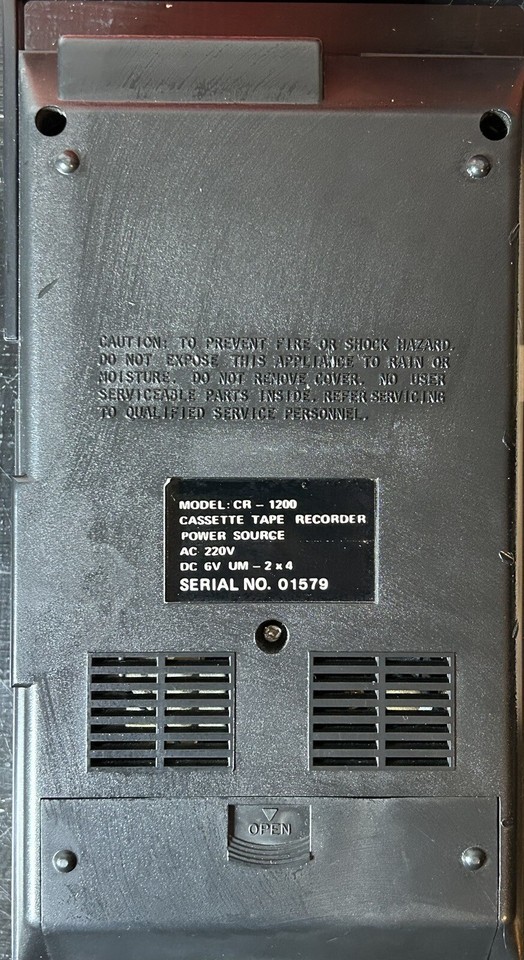 CAUTION: TO PREVENT FIRE OR SHOCK HAZARD,
DO NOT EXPOSE THIS APPLIANCE TO RAIN OR
MOISTURE. DO NOT REMOVE COVER. NO USER
SERVICEABLE PARTS INSIDE. REFER SERVICING
TO QUALIFIED SERVICE PERSONNEL.
MODEL: CR - 1200
CASSETTE TAPE RECORDER
POWER SOURCE
AC 220V
DC 6V UM - 2 x 4
SERIAL NO. 01579
OPEN